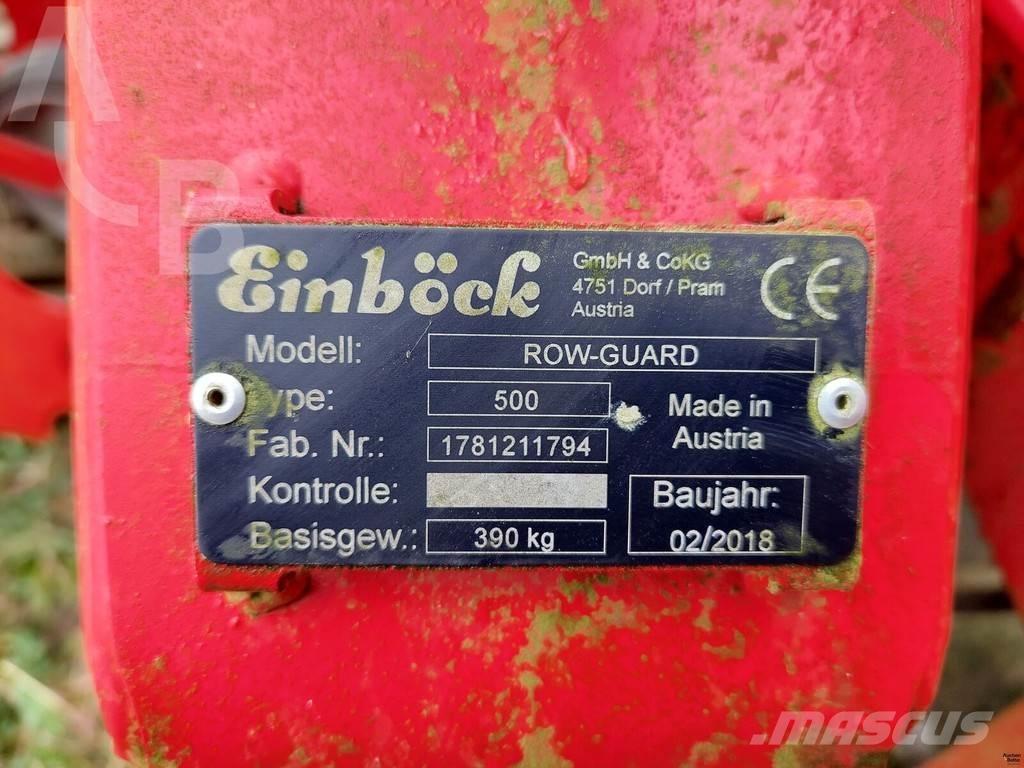 Einböck
GmbH & CoKG
4751 Dorf / Pram
Austria
CE
Modell: ROW-GUARD
Type: 500
Made in
Austria
Fab. Nr.: 1781211794
Kontrolle:
Baujahr:
Basisgew.: 390 kg
02/2018
AUB
MASCUS